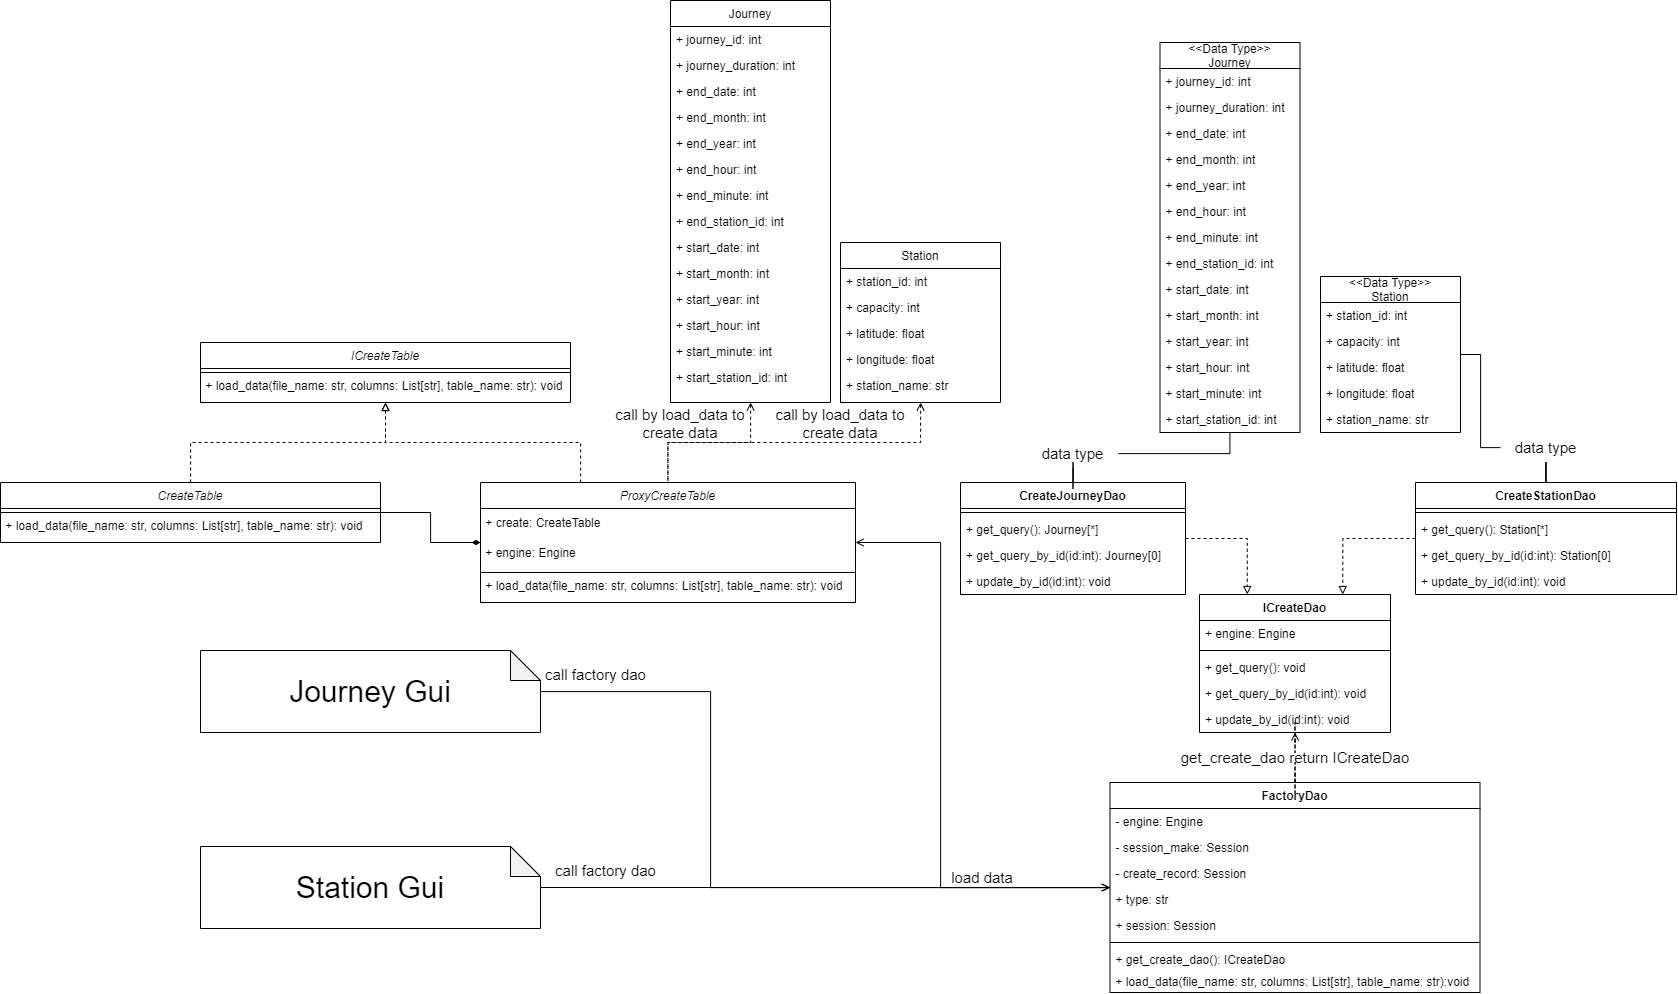 Journey
+ journey_id: int
+ journey_duration: int
+ end_date: int
+ end_month: int
+ end_year: int
+ end_hour: int
+ end_minute: int
+ end_station_id: int
+ start_date: int
+ start_month: int
+ start_year: int
+ start_hour: int
+ start_minute: int
+ start_station_id: int
Station
+ station_id: int
+ capacity: int
+ latitude: float
+ longitude: float
+ station_name: str
<<Data Type>>
Journey
+ journey_id: int
+ journey_duration: int
+ end_date: int
+ end_month: int
+ end_year: int
+ end_hour: int
+ end_minute: int
+ end_station_id: int
+ start_date: int
+ start_month: int
+ start_year: int
+ start_hour: int
+ start_minute: int
+ start_station_id: int
<<Data Type>>
Station
+ station_id: int
+ capacity: int
+ latitude: float
+ longitude: float
+ station_name: str
ICreateTable
+ load_data(file_name: str, columns: List[str], table_name: str): void
call by load_data to
create data
call by load_data to
create data
data type
data type
CreateTable
+ load_data(file_name: str, columns: List[str], table_name: str): void
ProxyCreateTable
+ create: CreateTable
+ engine: Engine
+ load_data(file_name: str, columns: List[str], table_name: str): void
CreateJourneyDao
+ get_query(): Journey[*]
+ get_query_by_id(id:int): Journey[0]
+ update_by_id(id:int): void
CreateStationDao
+ get_query(): Station[*]
+ get_query_by_id(id:int): Station[0]
+ update_by_id(id:int): void
ICreateDao
+ engine: Engine
+ get_query(): void
+ get_query_by_id(id:int): void
+ update_by_id(id:int): void
Journey Gui
call factory dao
get_create_dao return ICreateDao
Station Gui
call factory dao
load data
FactoryDao
- engine: Engine
- session_make: Session
- create_record: Session
+ type: str
+ session: Session
+ get_create_dao(): ICreateDao
+ load_data(file_name: str, columns: List[str], table_name: str):void